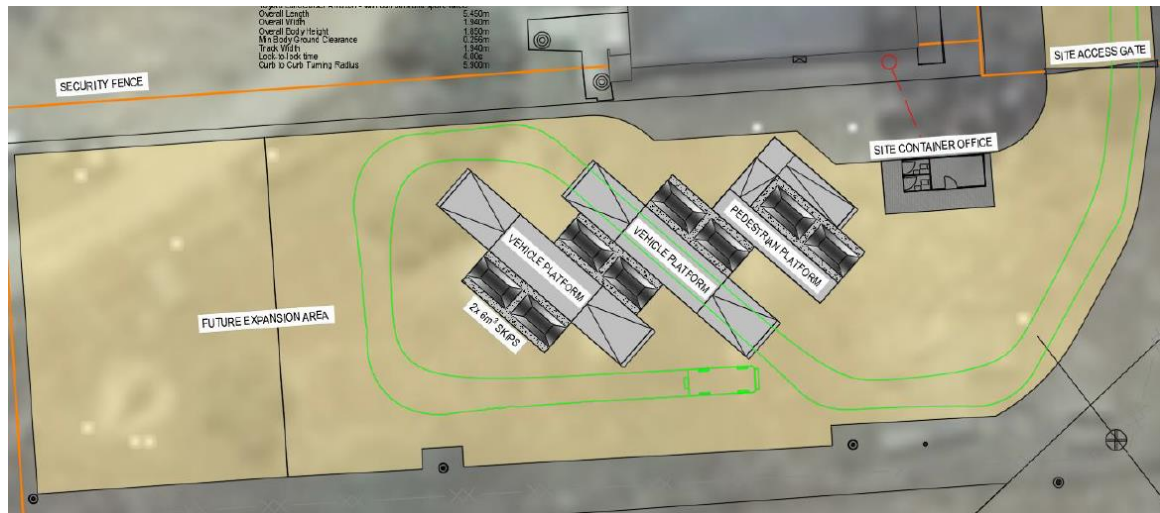 Overall Length 5.450m
Overall Width 1.940m
Overall Body Height 1.850m
Min Body Ground Clearance 0.266m
Track Width 1.940m
Lock-to-lock time 4.00s
Curb to Curb Turning Radius 5.900m
SECURITY FENCE
SITE ACCESS GATE
SITE CONTAINER OFFICE
PEDESTRIAN PLATFORM
VEHICLE PLATFORM
VEHICLE PLATFORM
2x 6m³ SKIPS
FUTURE EXPANSION AREA